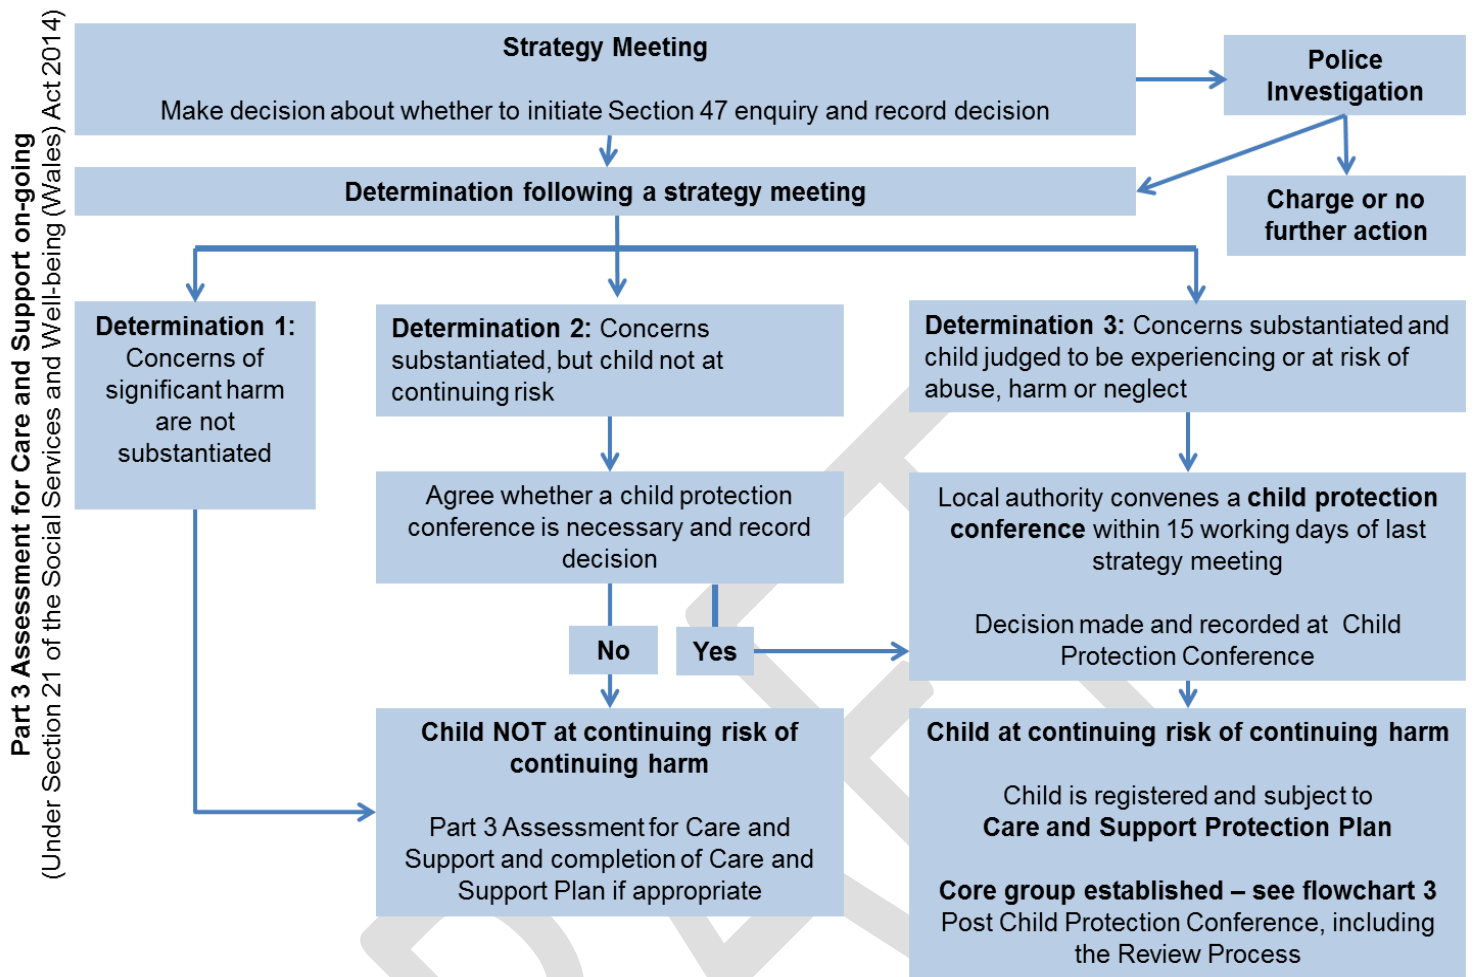 Part 3 Assessment for Care and Support on-going
(Under Section 21 of the Social Services and Well-being (Wales) Act 2014)
Strategy Meeting
Make decision about whether to initiate Section 47 enquiry and record decision
Police
Investigation
Determination following a strategy meeting
Charge or no
further action
Determination 1:
Concerns of
significant harm
are not
substantiated
Determination 2: Concerns
substantiated, but child not at
continuing risk
Determination 3: Concerns substantiated and
child judged to be experiencing or at risk of
abuse, harm or neglect
Agree whether a child protection
conference is necessary and record
decision
Local authority convenes a child protection
conference within 15 working days of last
strategy meeting
Decision made and recorded at Child
Protection Conference
No
Yes
Child NOT at continuing risk of
continuing harm
Part 3 Assessment for Care and
Support and completion of Care and
Support Plan if appropriate
Child at continuing risk of continuing harm
Child is registered and subject to
Care and Support Protection Plan
Core group established – see flowchart 3
Post Child Protection Conference, including
the Review Process
DRAFT